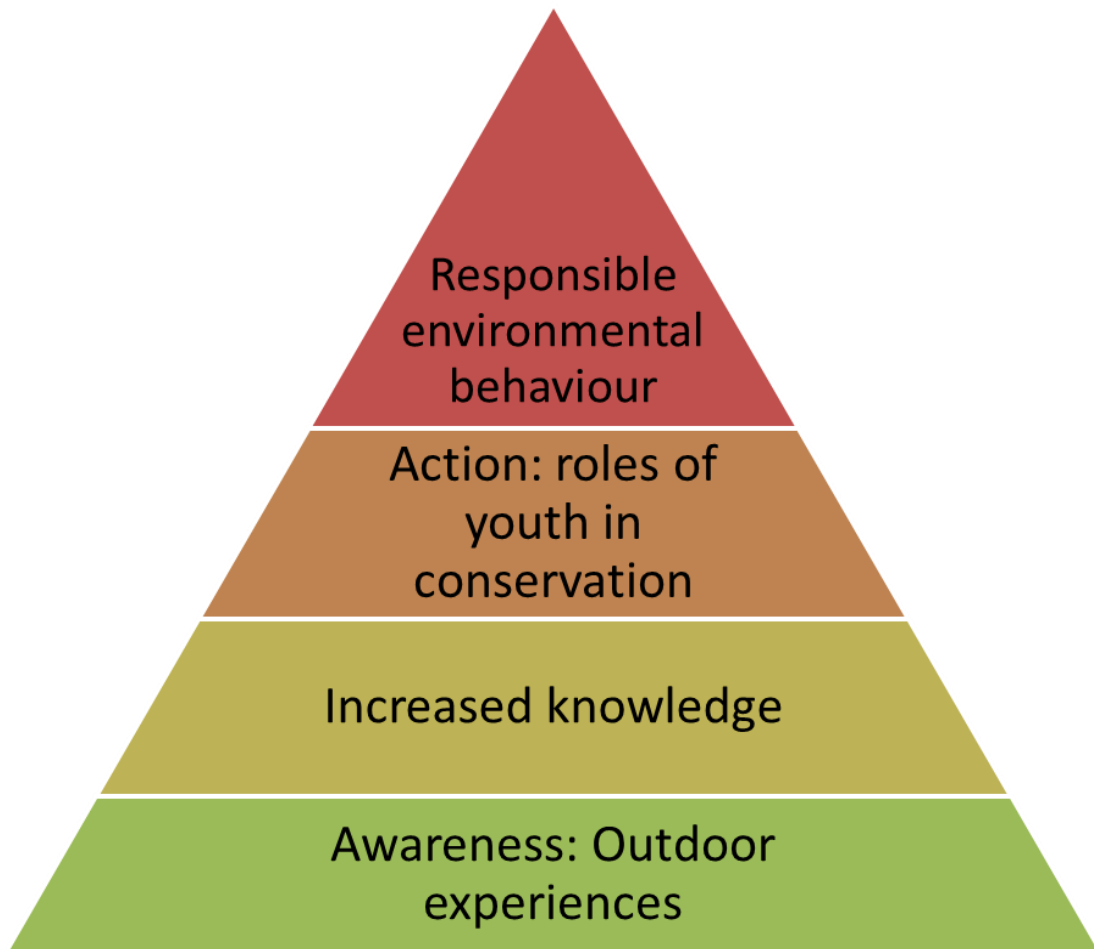 Responsible
environmental
behaviour
Action: roles of
youth in
conservation
Increased knowledge
Awareness: Outdoor
experiences